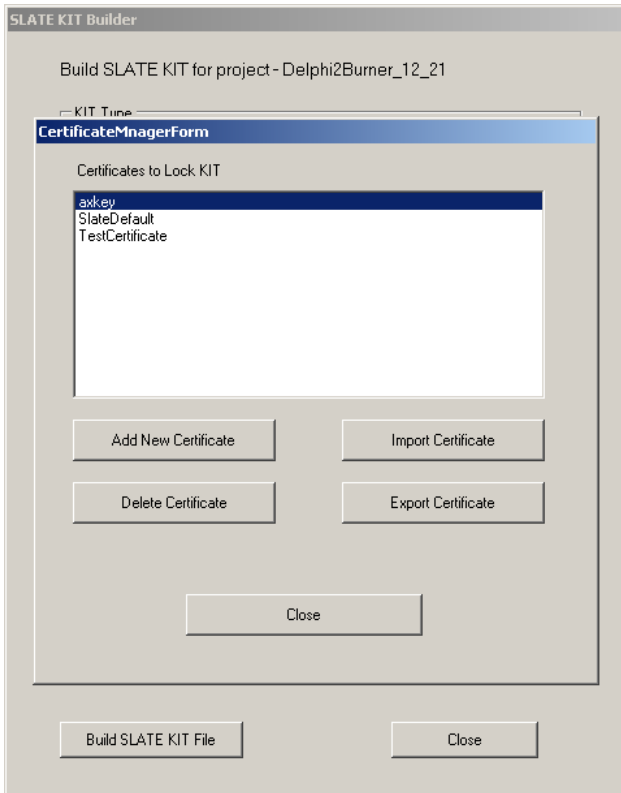 SLATE KIT Builder
Build SLATE KIT for project - Delphi2Burner_12_21
KIT Type
CertificateMnagerForm
Certificates to Lock KIT
axkey
SlateDefault
TestCertificate
Add New Certificate
Import Certificate
Delete Certificate
Export Certificate
Close
Build SLATE KIT File
Close